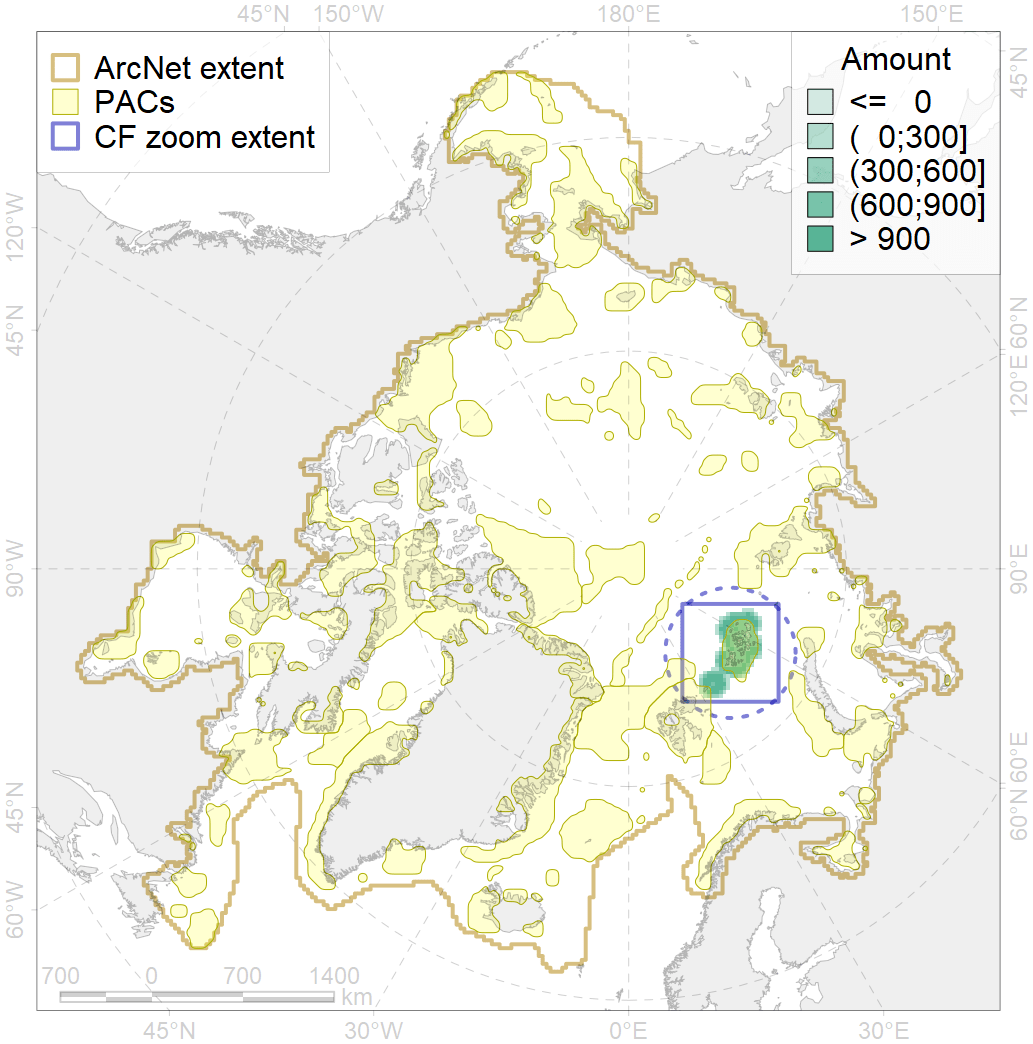 45°N 150°W 180°E 150°E
ArcNet extent
PACs
CF zoom extent
Amount
<= 0
( 0;300]
(300;600]
(600;900]
> 900
45°N
120°W
45°N
60°N
120°E
90°W
90°E
45°N
60°E
60°N
60°W
700 0 700 1400
km
45°N 30°W 0°E 30°E